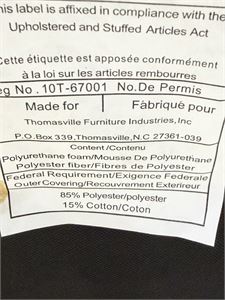 his label is affixed in compliance with the
Upholstered and Stuffed Articles Act
Cette étiquette est apposée conformément
à la loi sur les articles rembourres
eg No. 10T-67001 No. De Permis
Made for Fabriqué pour
Thomasville Furniture Industries, Inc
P.O.Box 339, Thomasville, N.C 27361-039
Content/Contenu
Polyurethane foam/Mousse De Polyurethane
Polyester fiber/Fibres de Polyester
Federal Requirement/Exigence Federale
Outer Covering/Recouvrement Exterieur
85% Polyester/polyester
15% Cotton/Coton